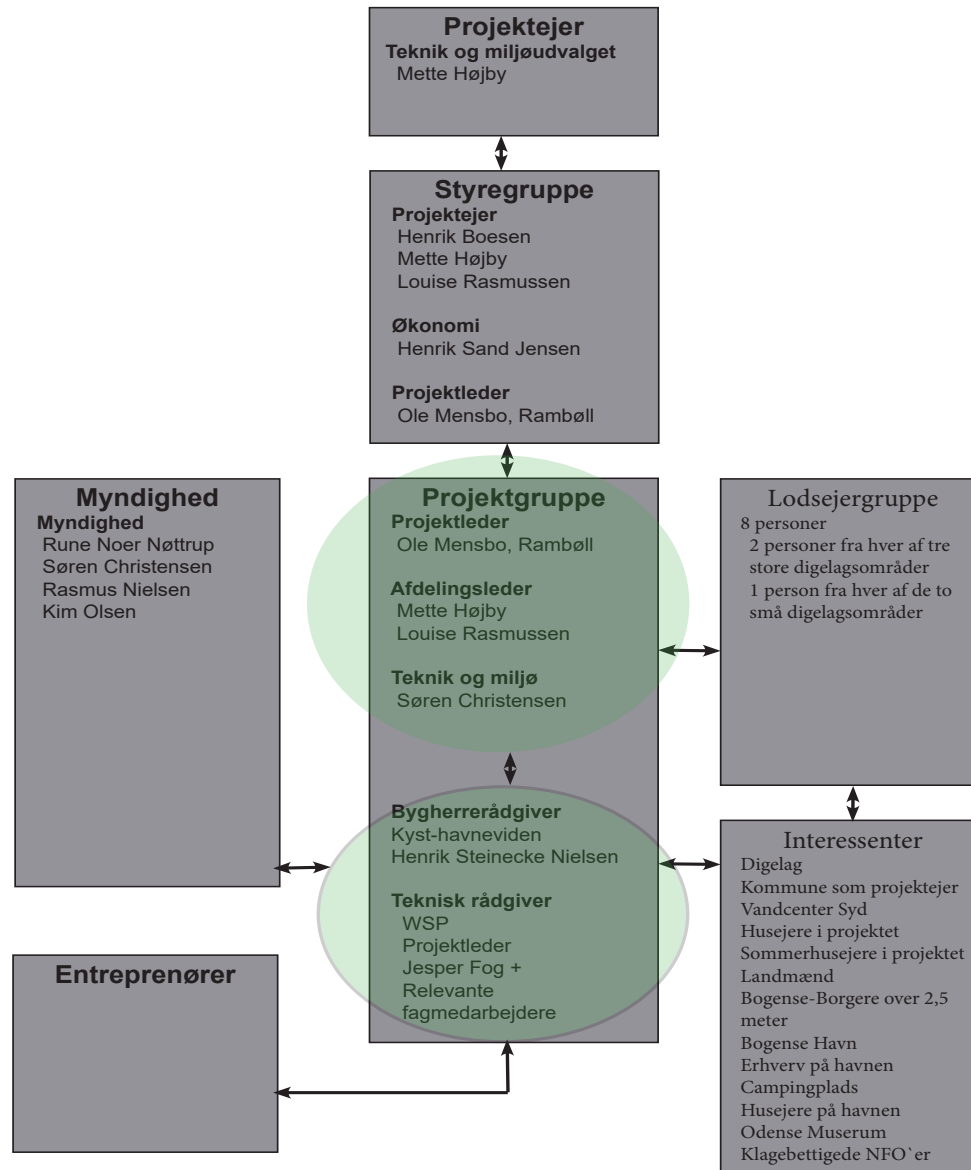 Projektejer
Teknik og miljøudvalget
Mette Højby
Styregruppe
Projektejer
Henrik Boesen
Mette Højby
Louise Rasmussen
Økonomi
Henrik Sand Jensen
Projektleder
Ole Mensbo, Rambøll
Myndighed
Myndighed
Rune Noer Nøttrup
Søren Christensen
Rasmus Nielsen
Kim Olsen
Projektgruppe
Projektleder
Ole Mensbo, Rambøll
Afdelingsleder
Mette Højby
Louise Rasmussen
Teknik og miljø
Søren Christensen
Bygherrerådgiver
Kyst-havneviden
Henrik Steinecke Nielsen
Teknisk rådgiver
WSP
Projektleder
Jesper Fog +
Relevante
fagmedarbejdere
Lodsejergruppe
8 personer
2 personer fra hver af tre
store digelagsområder
1 person fra hver af de to
små digelagsområder
Interessenter
Digelag
Kommune som projektejer
Vandcenter Syd
Husejere i projektet
Sommerhusejere i projektet
Landmænd
Bogense-Borgere over 2,5
meter
Bogense Havn
Erhverv på havnen
Campingplads
Husejere på havnen
Odense Muserum
Klagebettigede NFO`er
Entreprenører